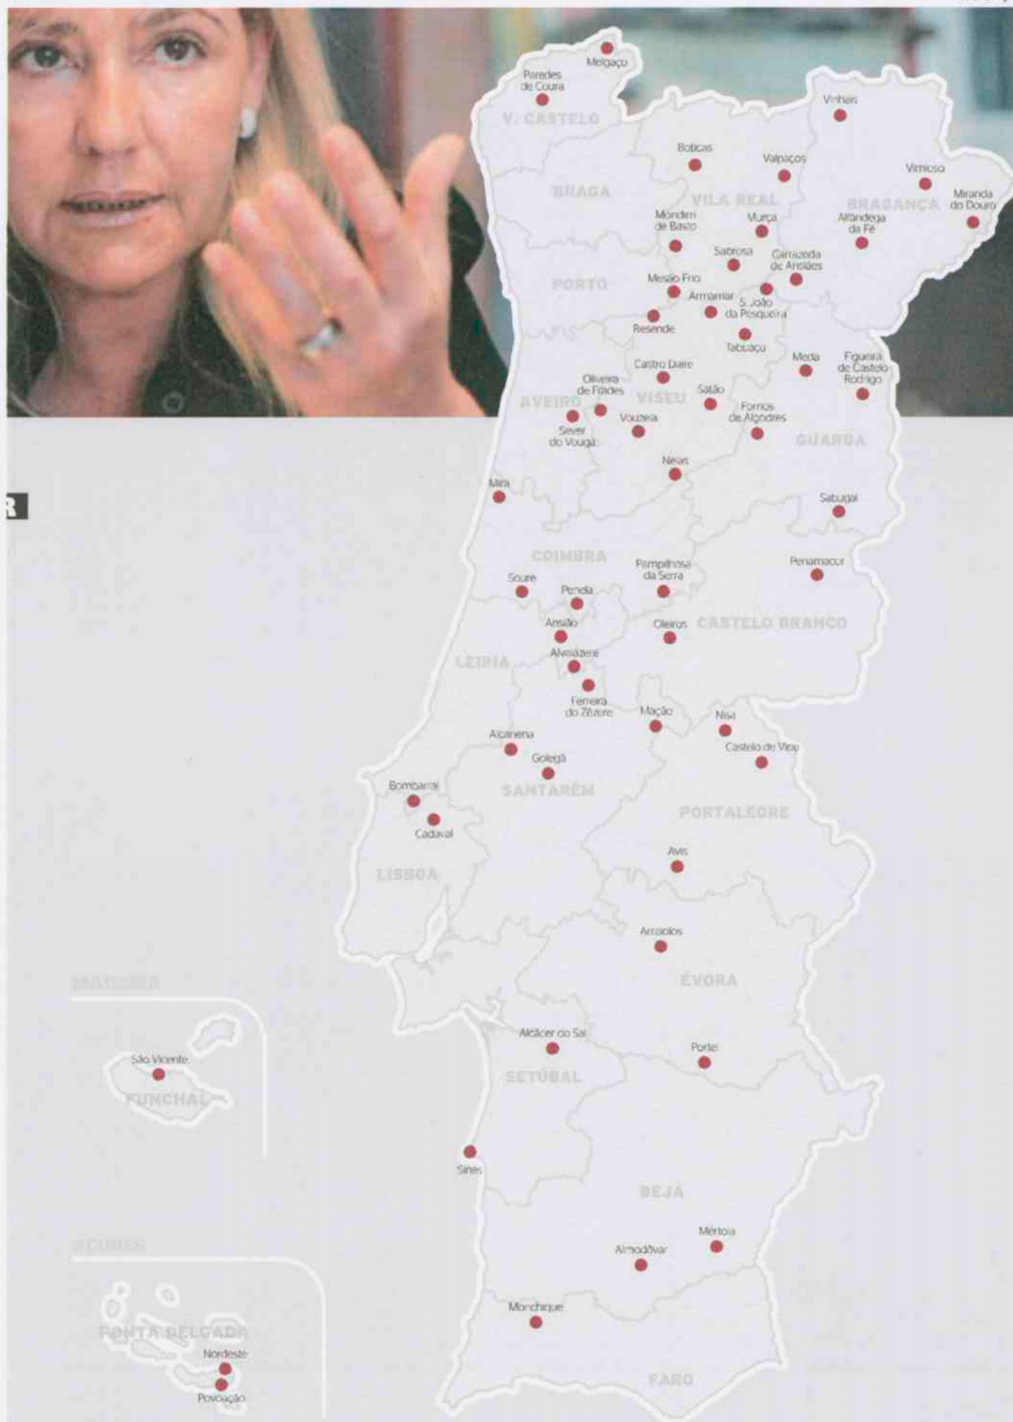 Melgaço
Paredes
de Coura
V. CASTELO
Vinhais
Boticas
Valpaços
Vimioso
BRAGA
VILA REAL
BRAGANÇA
Miranda
do Douro
Mondim
de Basto
Murça
Alfândega
da Fé
Sabrosa
Carrazeda
de Ansiães
PORTO
Mesão Frio
Armamar
S. João
da Pesqueira
Resende
Tabuaço
Castro Daire
Meda
Figueira
de Castelo
Rodrigo
Oliveira
de Frades
AVEIRO
VISEU
Satão
Vouzela
Fornos
de Algodres
Sever
do Vouga
GUARDA
Nelas
Mira
R
Sabugal
COIMBRA
Pampilhosa
da Serra
Penamacor
Soure
Penela
Ansião
Oleiros
CASTELO BRANCO
Alvaiázere
LEIRIA
Ferreira
do Zêzere
Mação
Nisa
Alcanena
Castelo de Vide
Golegã
Bombarral
SANTARÉM
PORTALEGRE
Cadaval
Avis
LISBOA
Arraiolos
ÉVORA
MADEIRA
Alcácer do Sal
São Vicente
Portel
SETÚBAL
FUNCHAL
Sines
BEJA
Mértola
AÇORES
Almodôvar
Monchique
PONTA DELGADA
Nordeste
FARO
Povoação